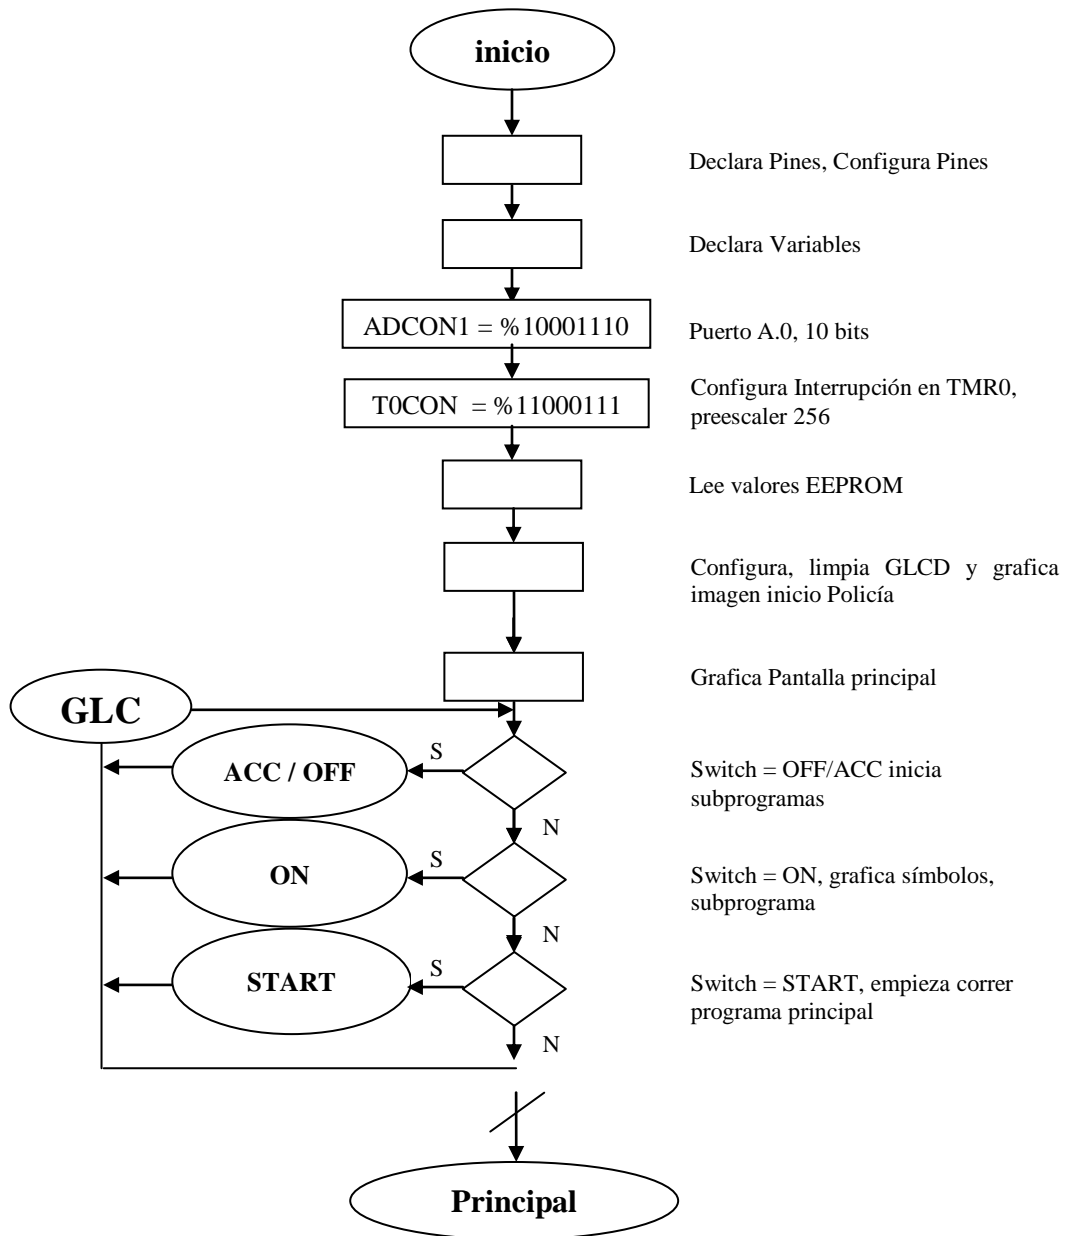 inicio
Declara Pines, Configura Pines
Declara Variables
ADCON1 = %10001110
Puerto A.0, 10 bits
T0CON = %11000111
Configura Interrupción en TMR0,
preescaler 256
Lee valores EEPROM
Configura, limpia GLCD y grafica
imagen inicio Policía
Grafica Pantalla principal
GLC
ACC / OFF
S
Switch = OFF/ACC inicia
subprogramas
N
ON
S
Switch = ON, grafica símbolos,
subprograma
N
START
S
Switch = START, empieza correr
programa principal
N
Principal